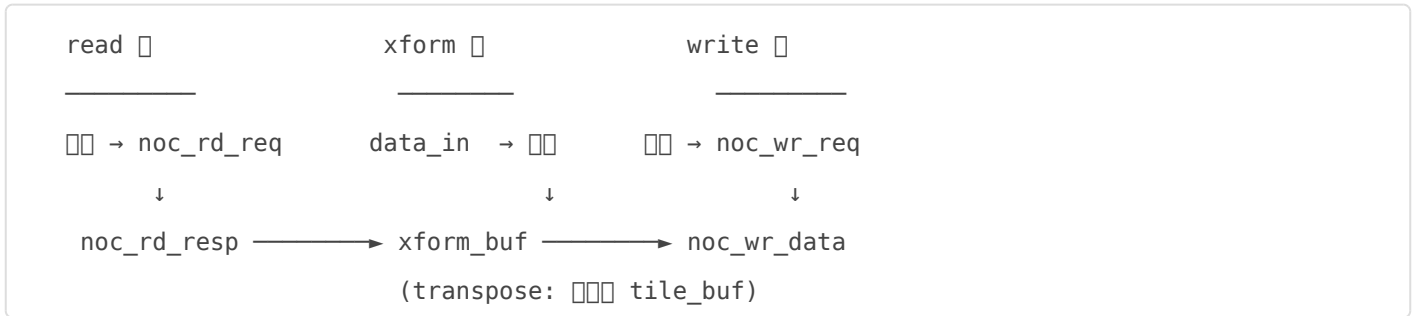 read xform write
→ noc_rd_req data_in → → noc_wr_req
↓ ↓ ↓
noc_rd_resp ────────► xform_buf ────────► noc_wr_data
(transpose: tile_buf)